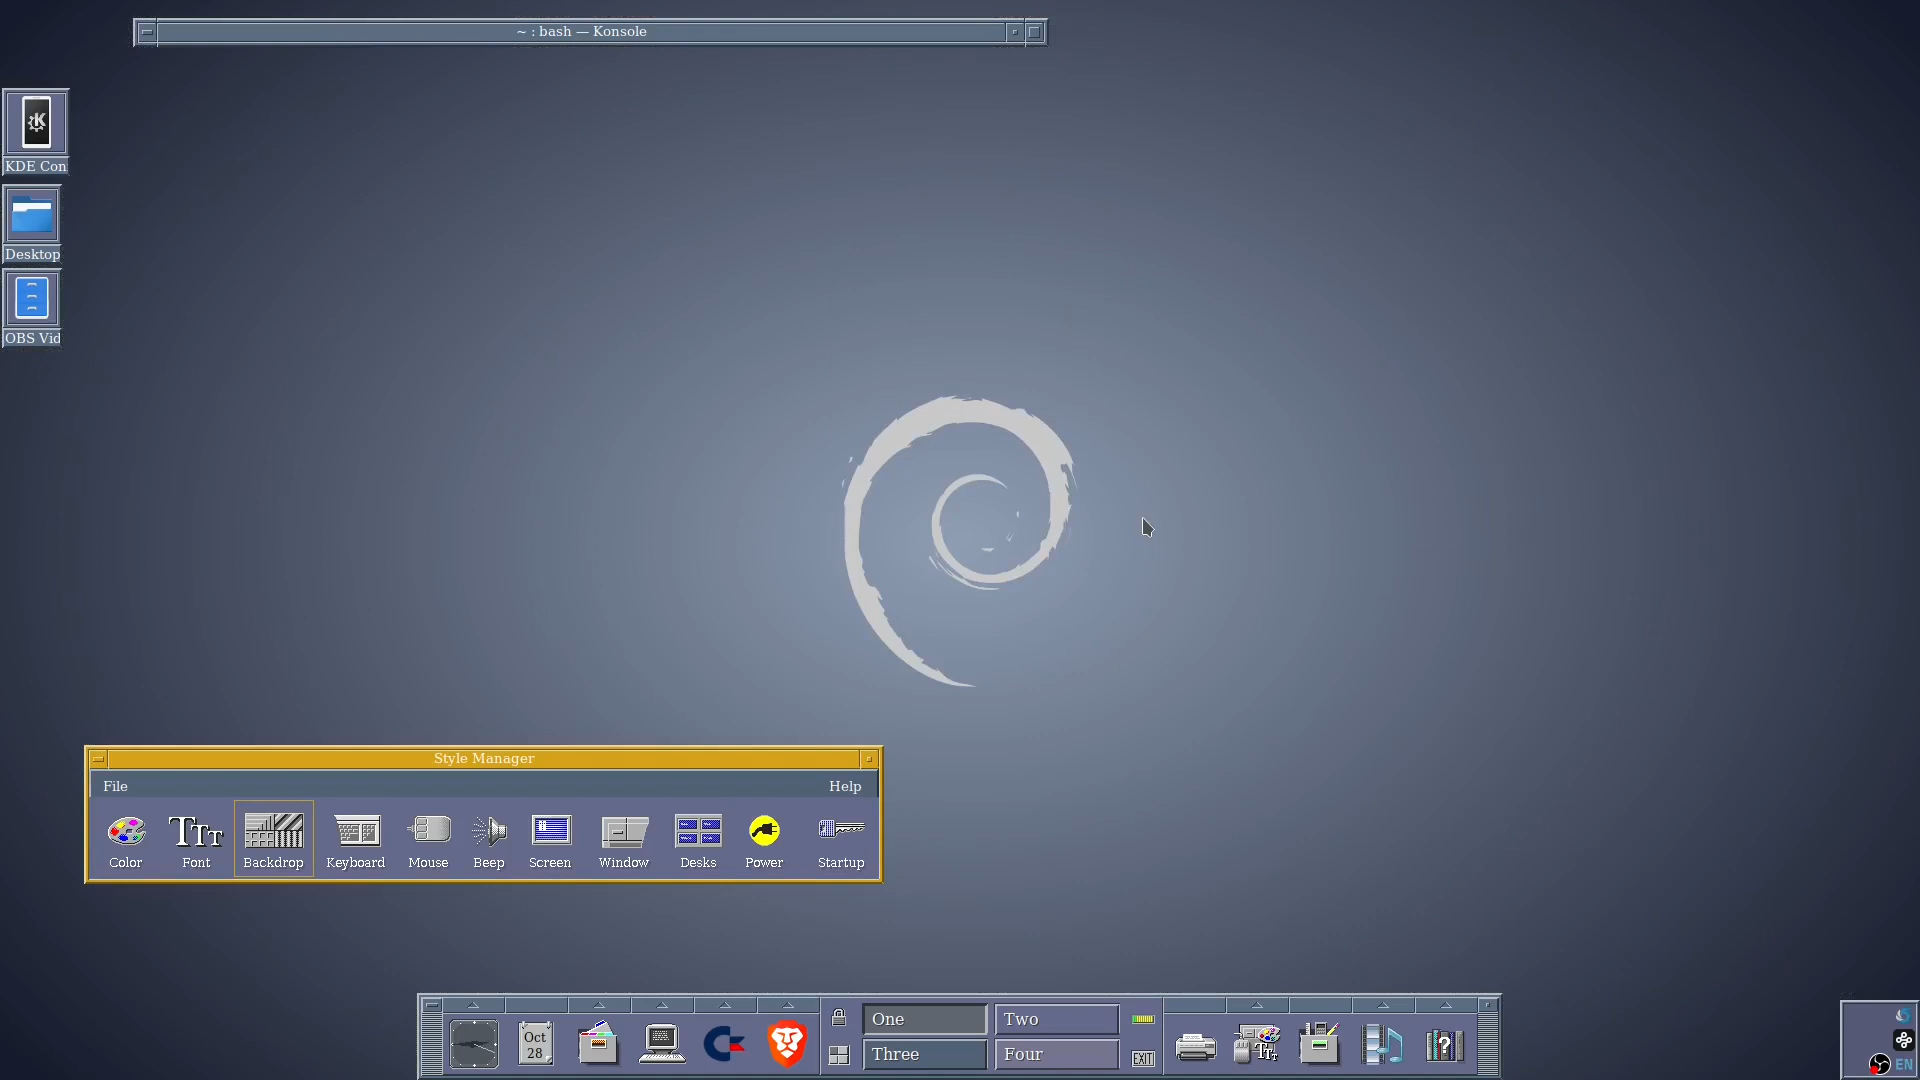 ~ : bash — Konsole
KDE Con
Desktop
OBS Vid
Style Manager
File Help
Color Font Backdrop Keyboard Mouse Beep Screen Window Desks Power Startup
Oct
28
One Two
Three Four
EXIT
EN